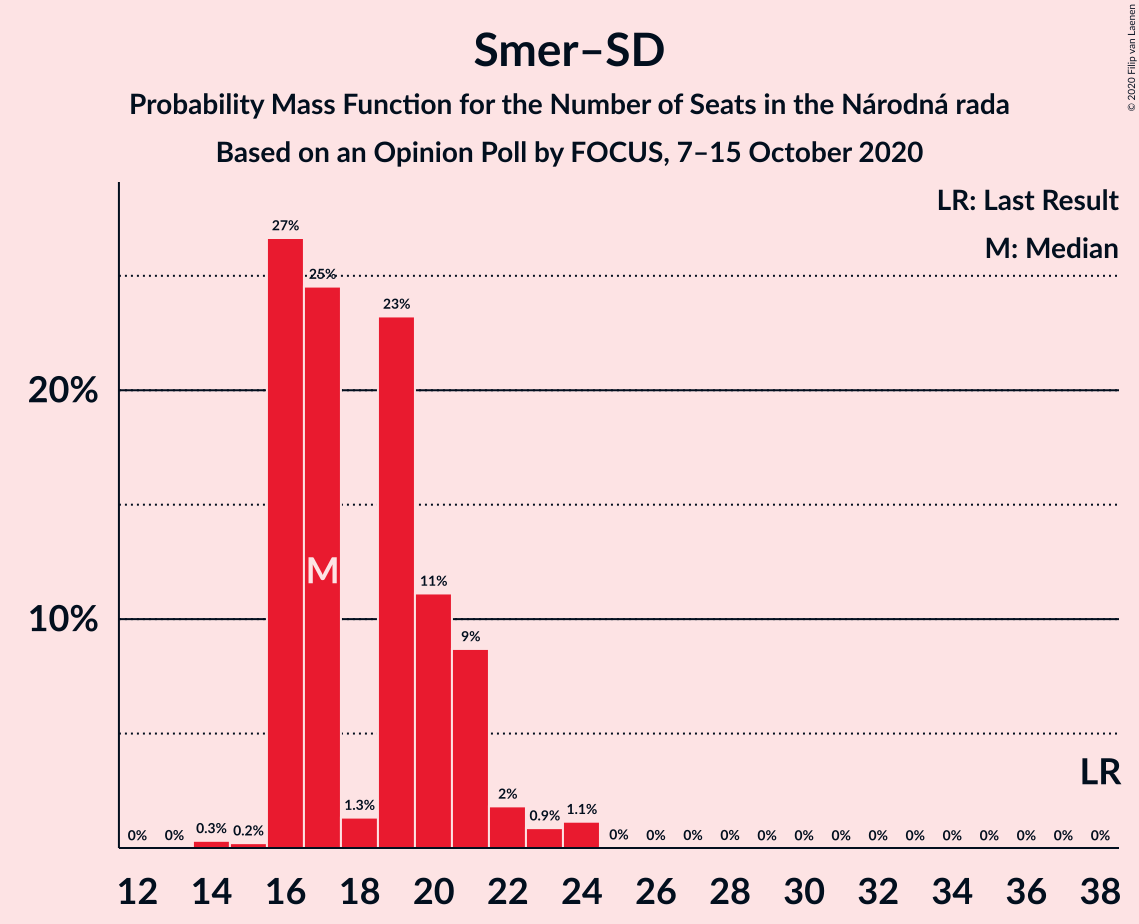 Smer–SD
Probability Mass Function for the Number of Seats in the Národná rada
Based on an Opinion Poll by FOCUS, 7–15 October 2020
© 2020 Filip van Laenen
LR: Last Result
M: Median
27%
25%
23%
20%
M
11%
10%
9%
LR
0% 0% 0.3% 0.2% 1.3% 2% 0.9% 1.1% 0% 0% 0% 0% 0% 0% 0% 0% 0% 0% 0% 0% 0% 0%
12 14 16 18 20 22 24 26 28 30 32 34 36 38